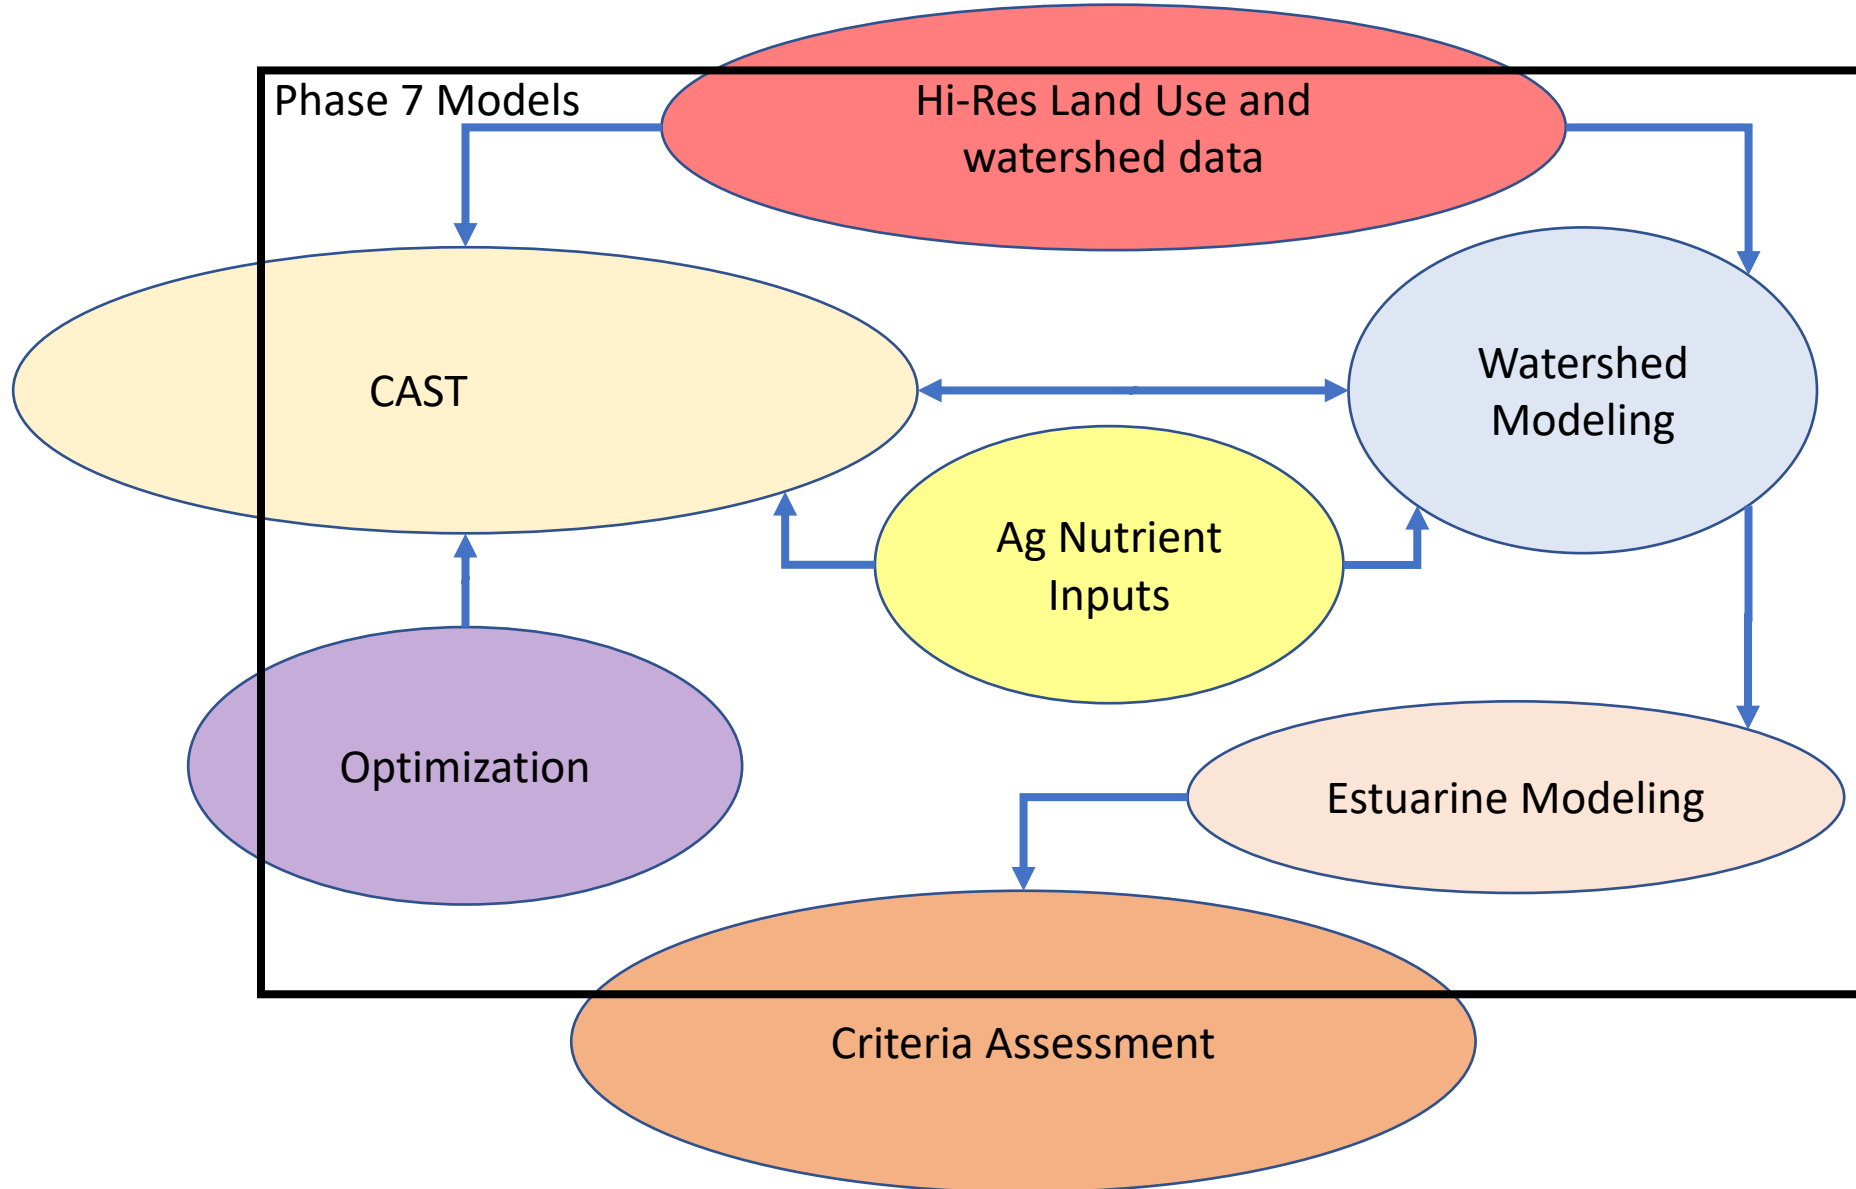 Phase 7 Models
Hi-Res Land Use and
watershed data
CAST
Watershed
Modeling
Ag Nutrient
Inputs
Optimization
Estuarine Modeling
Criteria Assessment